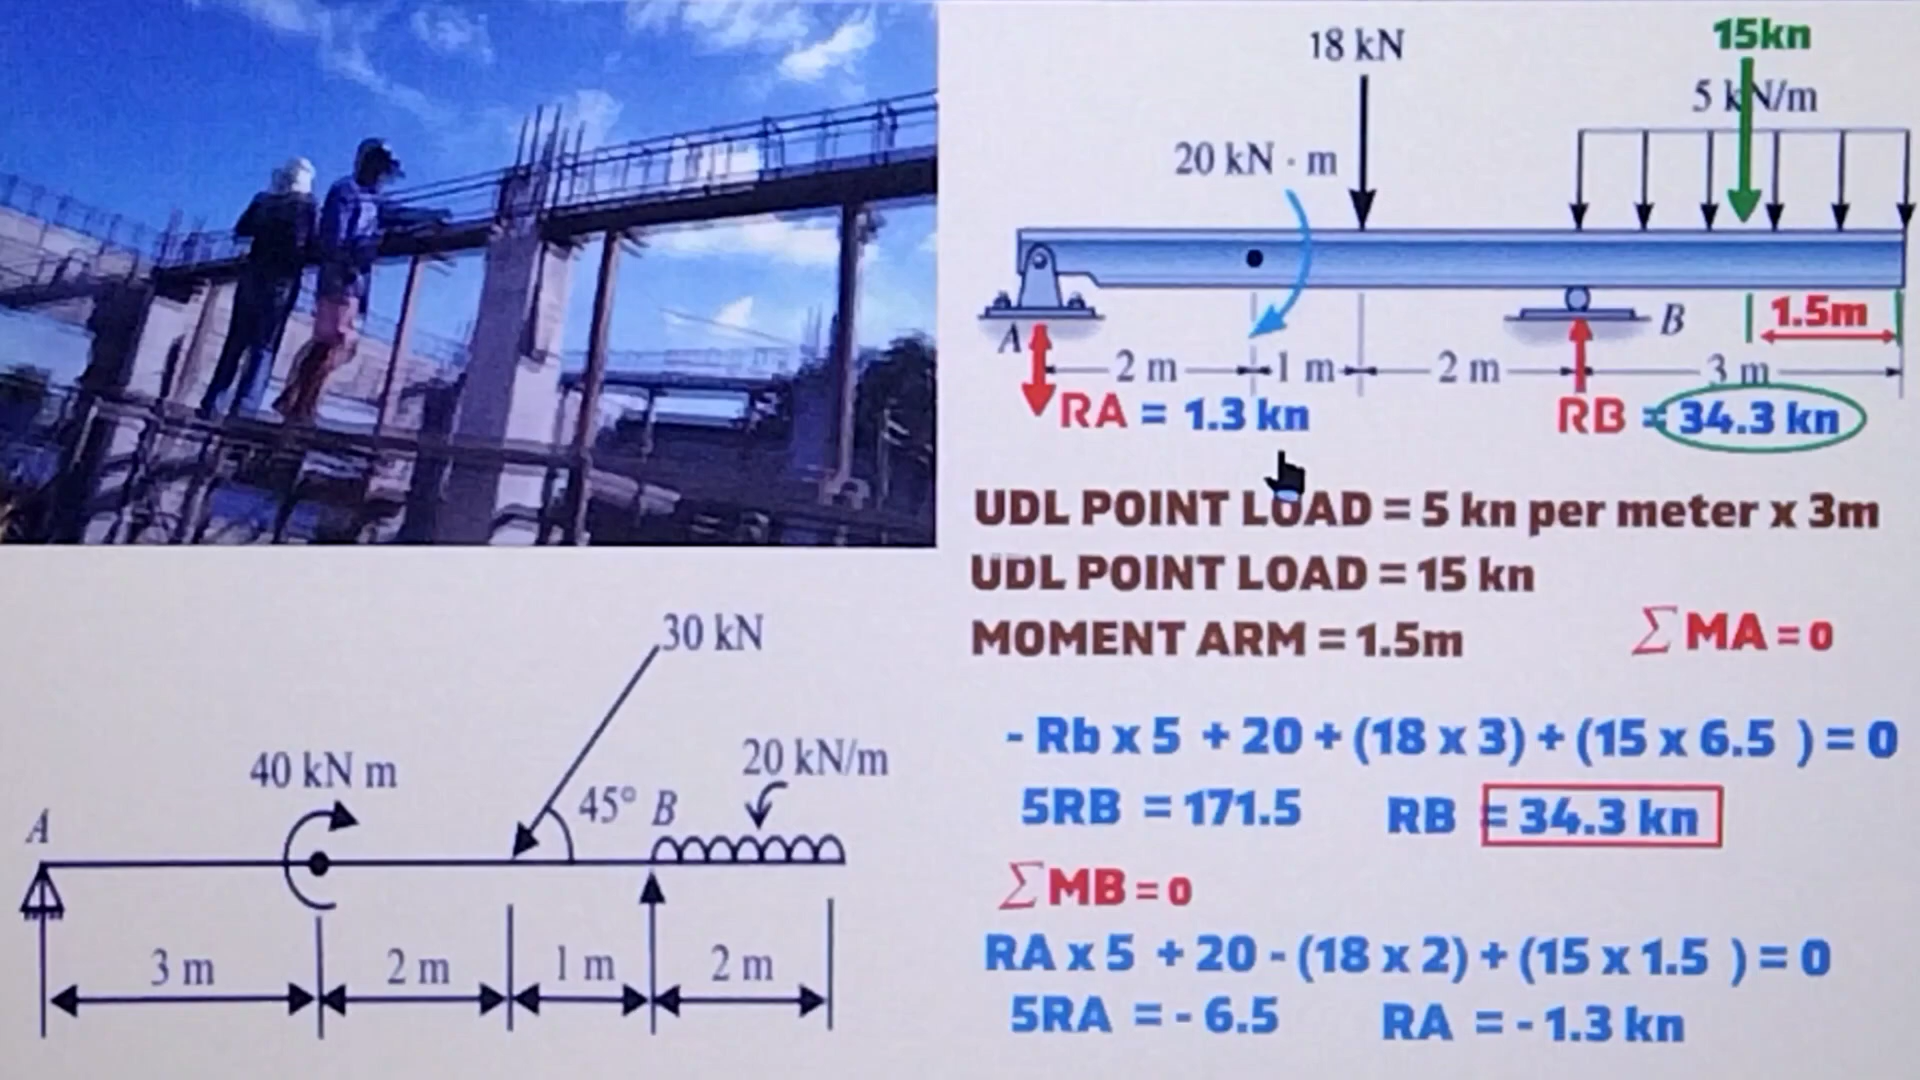 18 kN
15kn
5 kN/m
20 kN · m
A
B
1.5m
2 m
1 m
2 m
3 m
RA = 1.3 kn
RB = 34.3 kn
UDL POINT LOAD = 5 kn per meter x 3m
UDL POINT LOAD = 15 kn
MOMENT ARM = 1.5m
∑ MA = 0
- Rb x 5 + 20 + (18 x 3) + (15 x 6.5 ) = 0
5RB = 171.5
RB = 34.3 kn
∑ MB = 0
RA x 5 + 20 - (18 x 2) + (15 x 1.5 ) = 0
5RA = - 6.5
RA = - 1.3 kn
30 kN
40 kN m
20 kN/m
45°
B
A
3 m
2 m
1 m
2 m